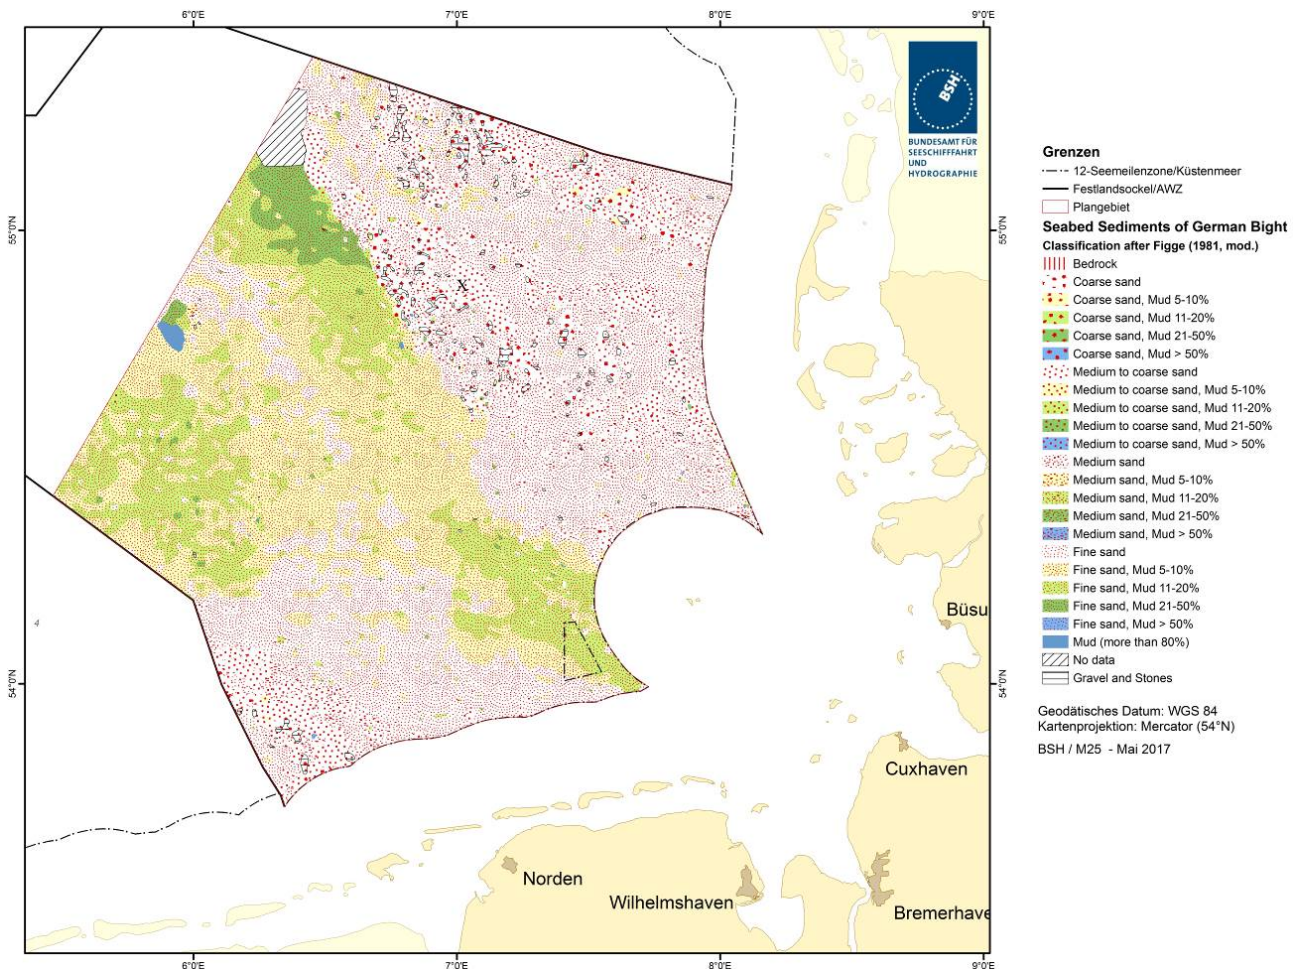 6°0'E 7°0'E 8°0'E 9°0'E
BSH
BUNDESAMT FÜR
SEESCHIFFFAHRT
UND
HYDROGRAPHIE
55°0'N
55°0'N
X
4
Büsu
54°0'N
54°0'N
Cuxhaven
Norden
Wilhelmshaven
Bremerhave
6°0'E 7°0'E 8°0'E 9°0'E
Grenzen
12-Seemeilenzone/Küstenmeer
Festlandsockel/AWZ
Plangebiet
Seabed Sediments of German Bight
Classification after Figge (1981, mod.)
Bedrock
Coarse sand
Coarse sand, Mud 5-10%
Coarse sand, Mud 11-20%
Coarse sand, Mud 21-50%
Coarse sand, Mud > 50%
Medium to coarse sand
Medium to coarse sand, Mud 5-10%
Medium to coarse sand, Mud 11-20%
Medium to coarse sand, Mud 21-50%
Medium to coarse sand, Mud > 50%
Medium sand
Medium sand, Mud 5-10%
Medium sand, Mud 11-20%
Medium sand, Mud 21-50%
Medium sand, Mud > 50%
Fine sand
Fine sand, Mud 5-10%
Fine sand, Mud 11-20%
Fine sand, Mud 21-50%
Fine sand, Mud > 50%
Mud (more than 80%)
No data
Gravel and Stones
Geodätisches Datum: WGS 84
Kartenprojektion: Mercator (54°N)
BSH / M25 - Mai 2017